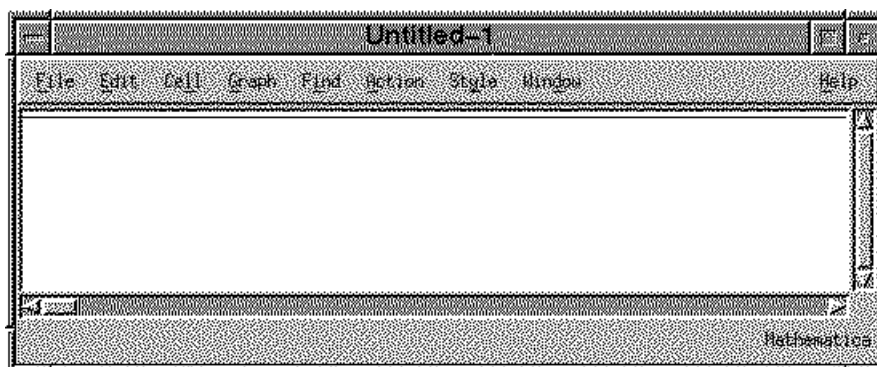 Untitled-1
File Edit Cell Graph Find Action Style Window Help
Mathematica